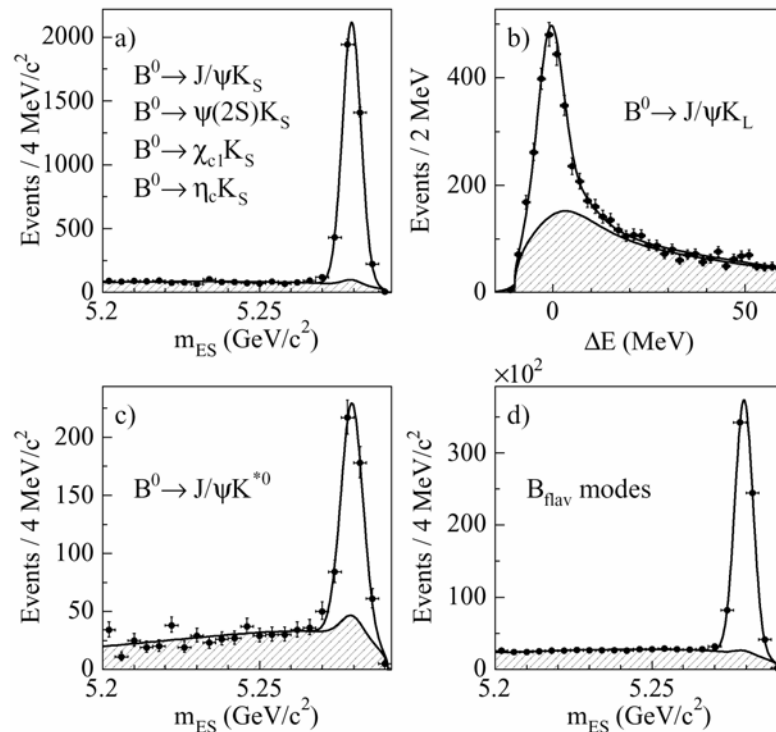 a)
B⁰→ J/ψK_S
B⁰→ ψ(2S)K_S
B⁰→ χ_c1K_S
B⁰→ η_cK_S
Events / 4 MeV/c²
2000
1500
1000
500
0
5.2
5.25
m_ES (GeV/c²)
b)
B⁰→ J/ψK_L
Events / 2 MeV
400
200
0
0
50
ΔE (MeV)
c)
B⁰→ J/ψK*⁰
Events / 4 MeV/c²
200
150
100
50
0
5.2
5.25
m_ES (GeV/c²)
×10²
d)
B_flav modes
Events / 4 MeV/c²
300
200
100
0
5.2
5.25
m_ES (GeV/c²)